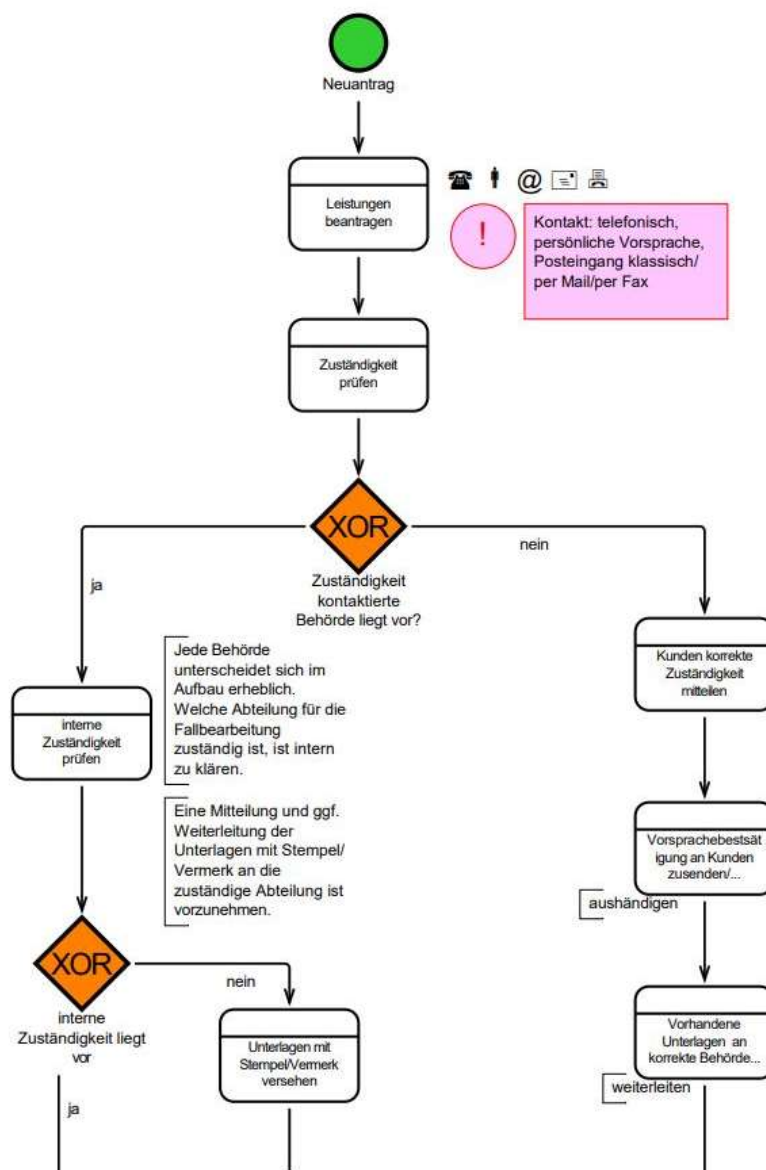 Neuantrag
Leistungen
beantragen
@
!
Kontakt: telefonisch,
persönliche Vorsprache,
Posteingang klassisch/
per Mail/per Fax
Zuständigkeit
prüfen
XOR
Zuständigkeit
kontaktierte
Behörde liegt vor?
ja
nein
Jede Behörde
unterscheidet sich im
Aufbau erheblich.
Welche Abteilung für die
Fallbearbeitung
zuständig ist, ist intern
zu klären.
interne
Zuständigkeit
prüfen
Kunden korrekte
Zuständigkeit
mitteilen
Eine Mitteilung und ggf.
Weiterleitung der
Unterlagen mit Stempel/
Vermerk an die
zuständige Abteilung ist
vorzunehmen.
Vorsprachebestsät
igung an Kunden
zusenden/...
aushändigen
XOR
interne
Zuständigkeit liegt
vor
nein
ja
Unterlagen mit
Stempel/Vermerk
versehen
Vorhandene
Unterlagen an
korrekte Behörde...
weiterleiten